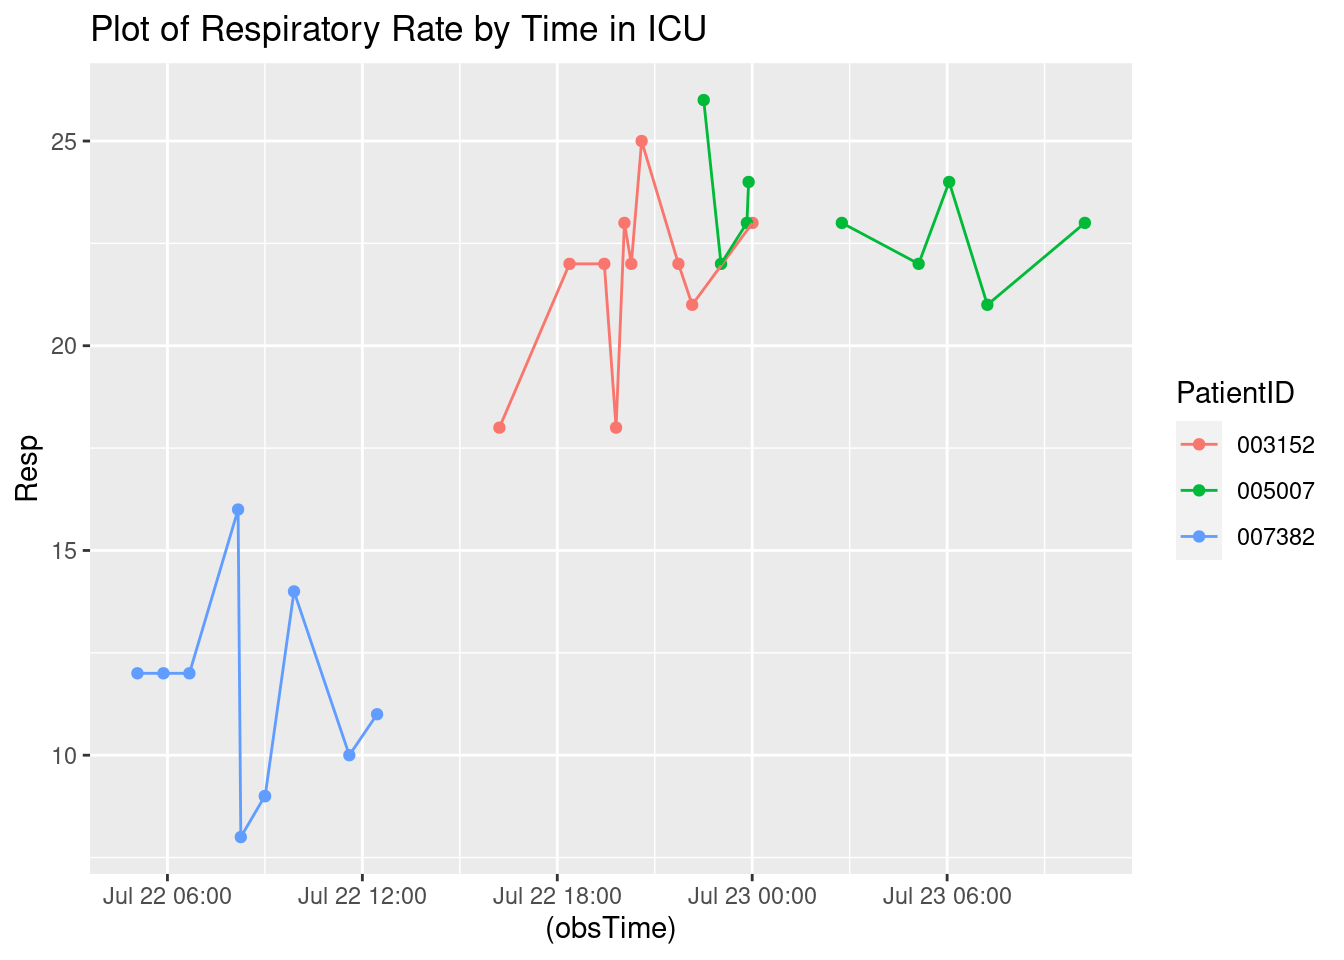 Plot of Respiratory Rate by Time in ICU
25
20
15
10
Resp
Jul 22 06:00 Jul 22 12:00 Jul 22 18:00 Jul 23 00:00 Jul 23 06:00
(obsTime)
PatientID
003152
005007
007382